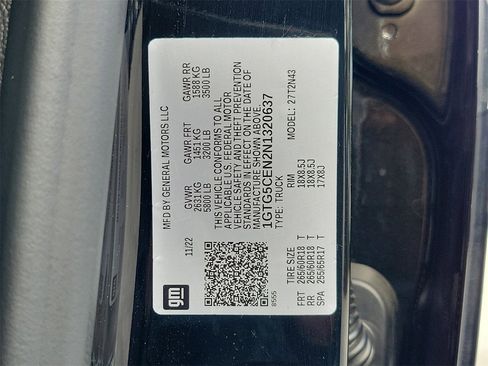 MFD BY GENERAL MOTORS LLC
11/22
GVWR
2631 KG
5800 LB
GAWR FRT
1451 KG
3200 LB
GAWR RR
1588 KG
3500 LB
THIS VEHICLE CONFORMS TO ALL
APPLICABLE U.S. FEDERAL MOTOR
VEHICLE SAFETY AND THEFT PREVENTION
STANDARDS IN EFFECT ON THE DATE OF
MANUFACTURE SHOWN ABOVE.
1GTG5CEN2N1320637
TYPE: TRUCK
MODEL: 27T2N43
TIRE SIZE
RIM
FRT 265/60R18 T 18X8.5J
RR 265/60R18 T 18X8.5J
SPA 255/65R17 T 17X8J
gm
8555